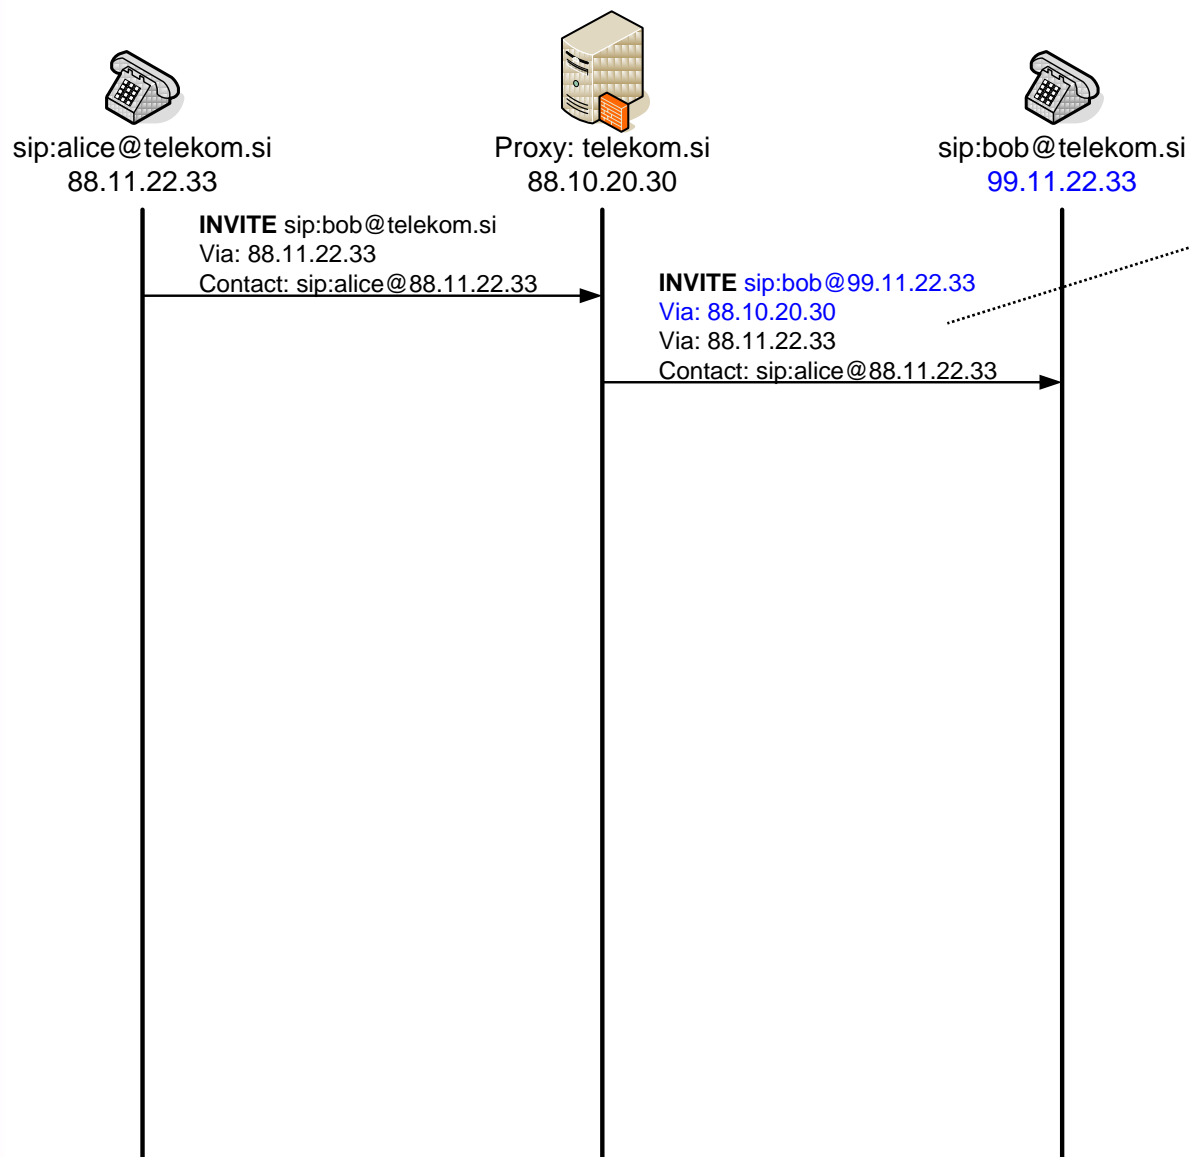 sip:alice@telekom.si
88.11.22.33
Proxy: telekom.si
88.10.20.30
sip:bob@telekom.si
99.11.22.33
INVITE sip:bob@telekom.si
Via: 88.11.22.33
Contact: sip:alice@88.11.22.33
INVITE sip:bob@99.11.22.33
Via: 88.10.20.30
Via: 88.11.22.33
Contact: sip:alice@88.11.22.33